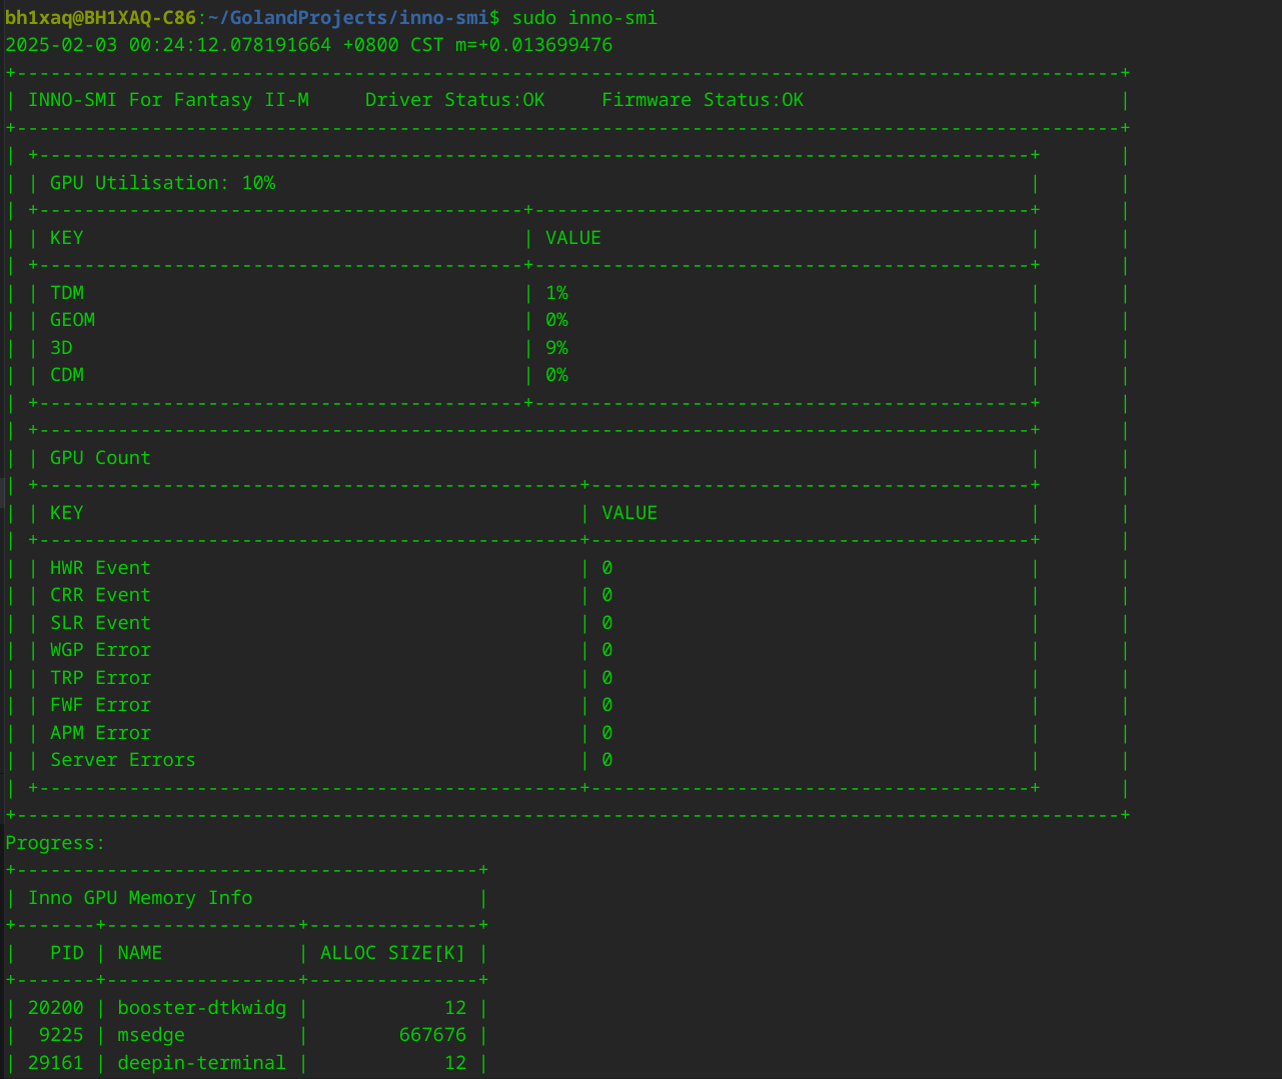 bh1xaq@BH1XAQ-C86:~/GolandProjects/inno-smi$ sudo inno-smi
2025-02-03 00:24:12.078191664 +0800 CST m=+0.013699476
INNO-SMI For Fantasy II-M     Driver Status:OK     Firmware Status:OK
GPU Utilisation: 10%
KEY | VALUE
TDM | 1%
GEOM | 0%
3D | 9%
CDM | 0%
GPU Count
KEY | VALUE
HWR Event | 0
CRR Event | 0
SLR Event | 0
WGP Error | 0
TRP Error | 0
FWF Error | 0
APM Error | 0
Server Errors | 0
Progress:
Inno GPU Memory Info
PID | NAME | ALLOC SIZE[K]
20200 | booster-dtkwidg | 12
9225 | msedge | 667676
29161 | deepin-terminal | 12